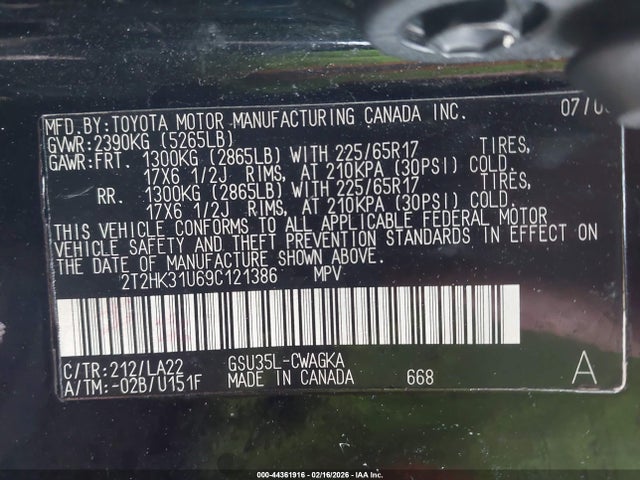 MFD.BY:TOYOTA MOTOR MANUFACTURING CANADA INC. 07/0
GVWR:2390KG (5265LB)
GAWR:FRT. 1300KG (2865LB) WITH 225/65R17 TIRES,
17X6 1/2J RIMS, AT 210KPA (30PSI) COLD.
RR. 1300KG (2865LB) WITH 225/65R17 TIRES,
17X6 1/2J RIMS, AT 210KPA (30PSI) COLD.
THIS VEHICLE CONFORMS TO ALL APPLICABLE FEDERAL MOTOR
VEHICLE SAFETY AND THEFT PREVENTION STANDARDS IN EFFECT ON
THE DATE OF MANUFACTURE SHOWN ABOVE.
2T2HK31U69C121386 MPV
C/TR:212/LA22 GSU35L-CWAGKA
A/TM:-02B/U151F MADE IN CANADA 668 A
000-44361916 - 02/16/2026 - © IAA, Inc.